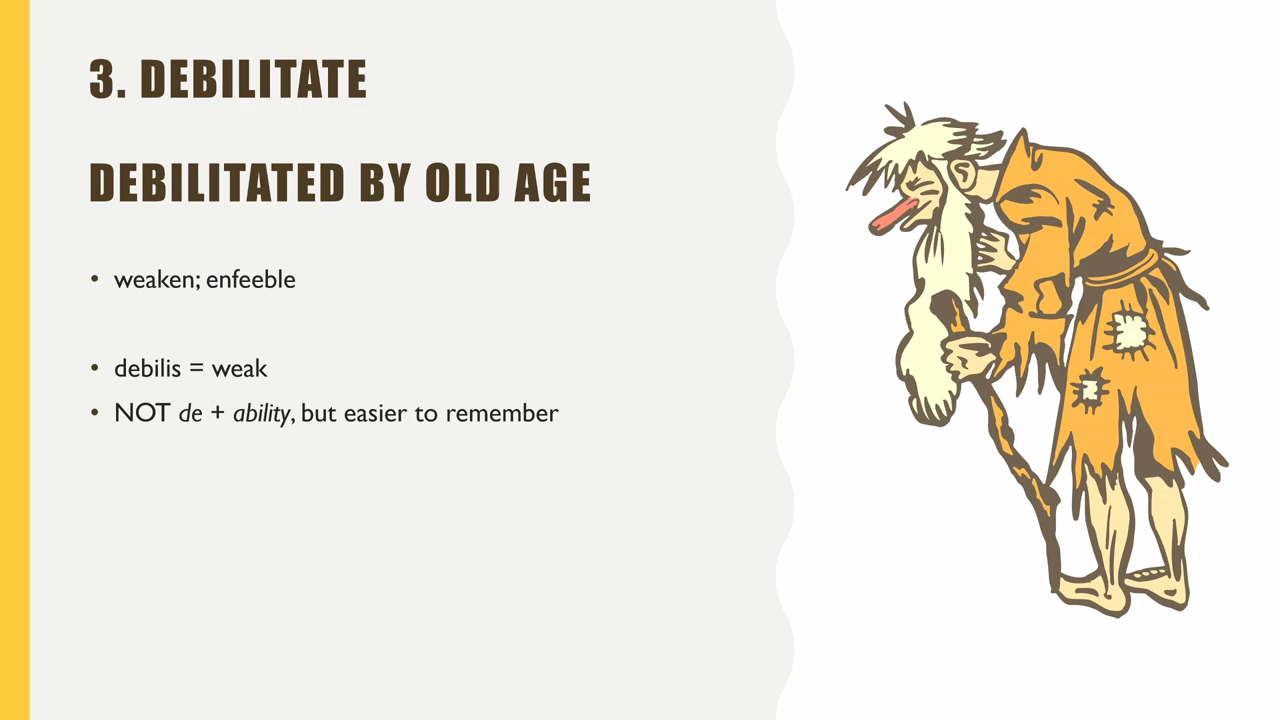 3. DEBILITATE
DEBILITATED BY OLD AGE
• weaken; enfeeble
• debilis = weak
• NOT de + ability, but easier to remember